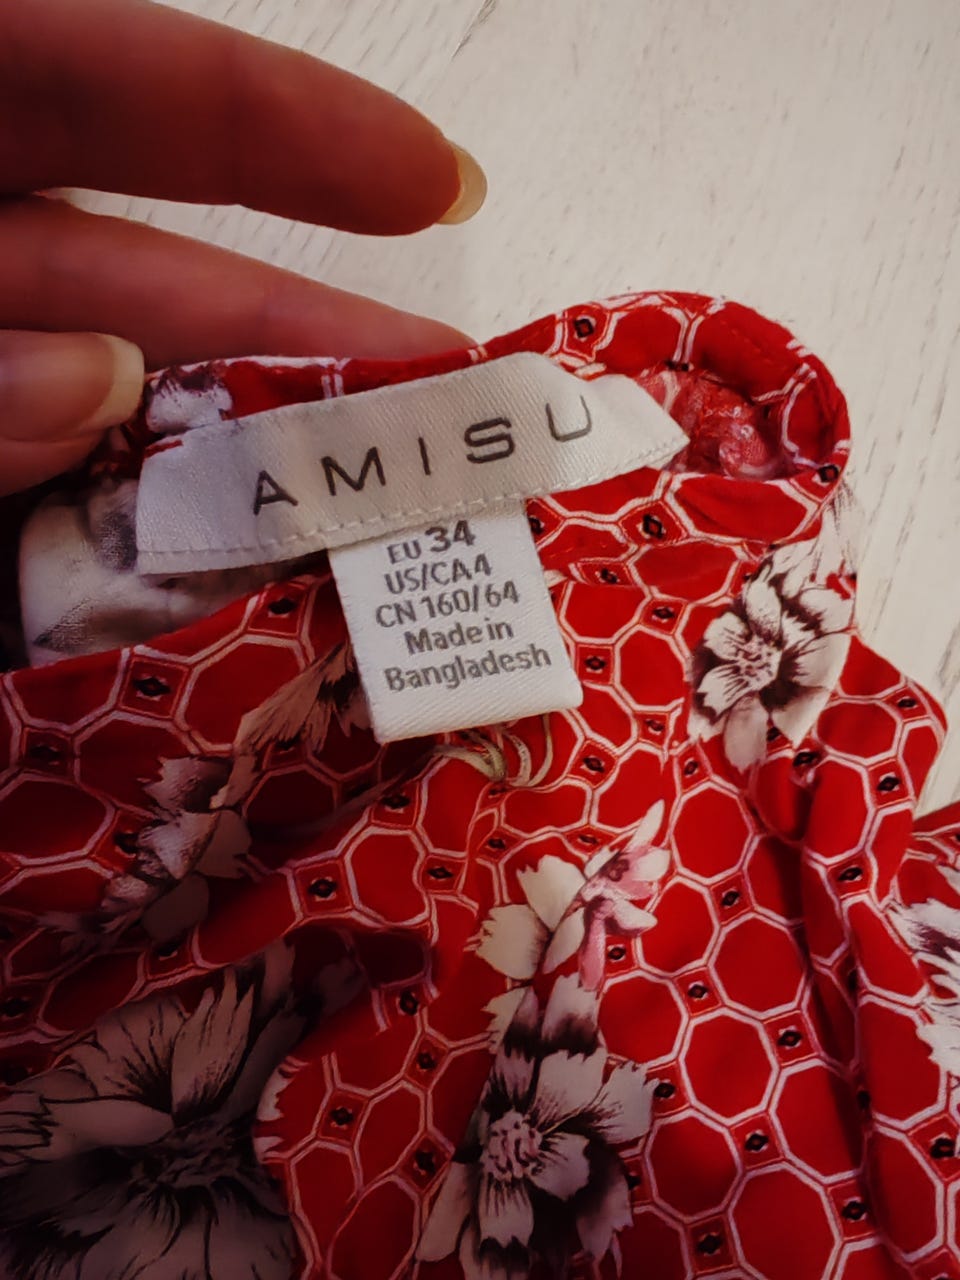 AMISU
EU 34
US/CA 4
CN 160/64
Made in
Bangladesh